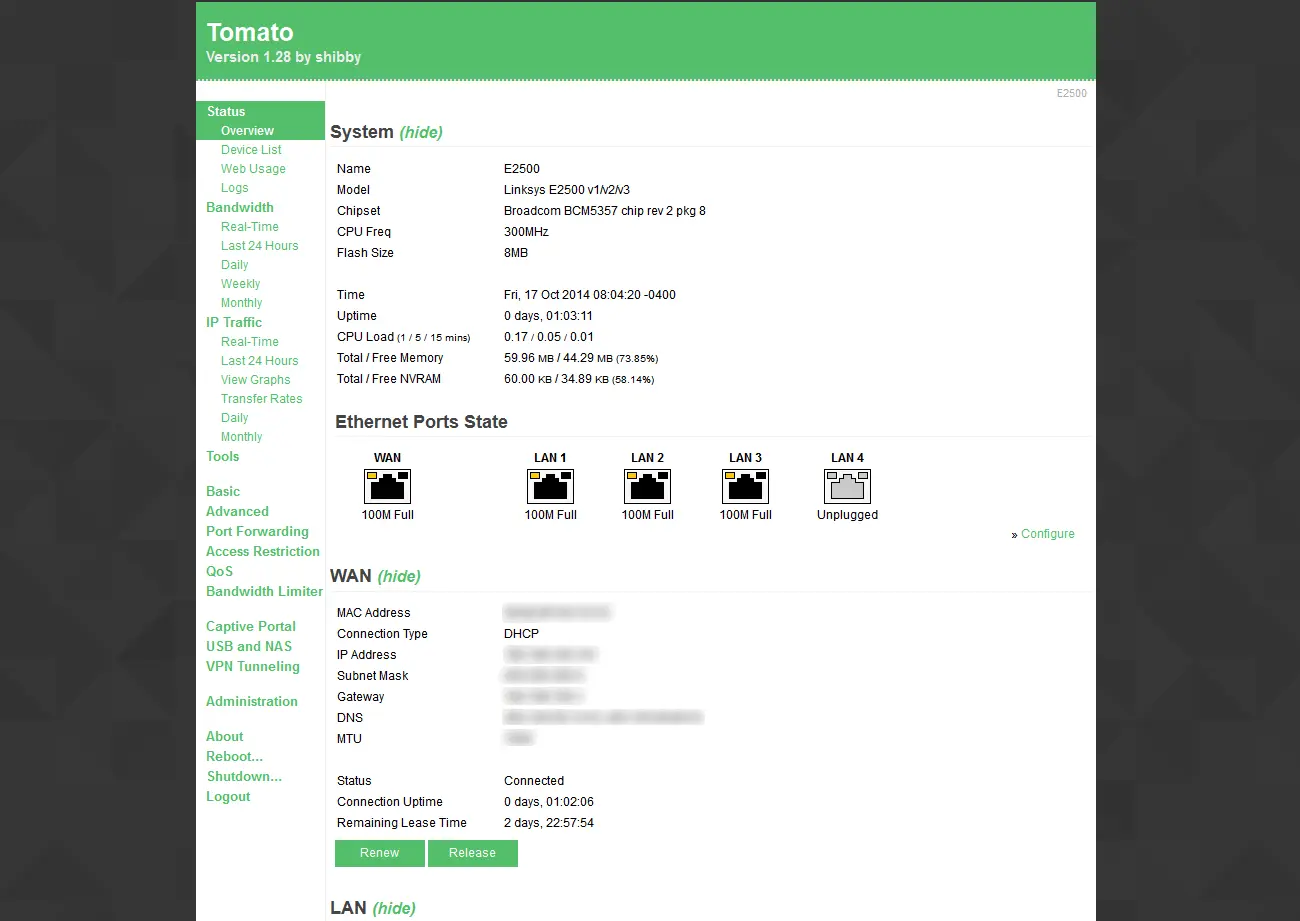 Tomato
Version 1.28 by shibby
E2500
Status
Overview
Device List
Web Usage
Logs
Bandwidth
Real-Time
Last 24 Hours
Daily
Weekly
Monthly
IP Traffic
Real-Time
Last 24 Hours
View Graphs
Transfer Rates
Daily
Monthly
Tools
Basic
Advanced
Port Forwarding
Access Restriction
QoS
Bandwidth Limiter
Captive Portal
USB and NAS
VPN Tunneling
Administration
About
Reboot...
Shutdown...
Logout
System (hide)
Name E2500
Model Linksys E2500 v1/v2/v3
Chipset Broadcom BCM5357 chip rev 2 pkg 8
CPU Freq 300MHz
Flash Size 8MB
Time Fri, 17 Oct 2014 08:04:20 -0400
Uptime 0 days, 01:03:11
CPU Load (1 / 5 / 15 mins) 0.17 / 0.05 / 0.01
Total / Free Memory 59.96 MB / 44.29 MB (73.85%)
Total / Free NVRAM 60.00 KB / 34.89 KB (58.14%)
Ethernet Ports State
WAN LAN 1 LAN 2 LAN 3 LAN 4
100M Full 100M Full 100M Full 100M Full Unplugged
» Configure
WAN (hide)
MAC Address
Connection Type DHCP
IP Address
Subnet Mask
Gateway
DNS
MTU
Status Connected
Connection Uptime 0 days, 01:02:06
Remaining Lease Time 2 days, 22:57:54
Renew Release
LAN (hide)